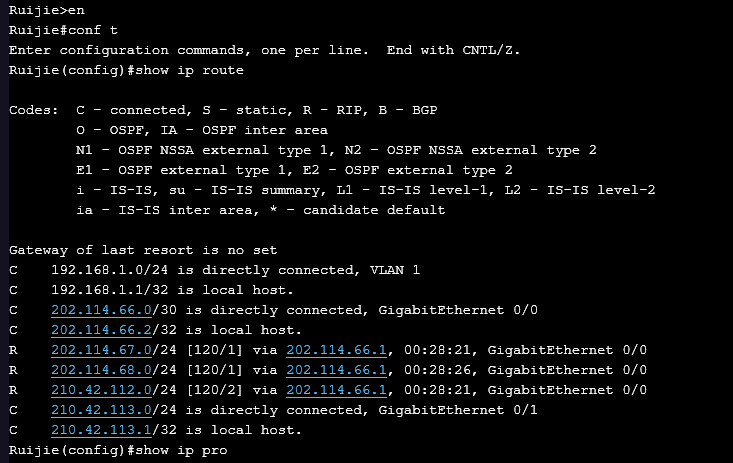 Ruijie>en
Ruijie#conf t
Enter configuration commands, one per line.  End with CNTL/Z.
Ruijie(config)#show ip route

Codes:  C - connected, S - static, R - RIP, B - BGP
        O - OSPF, IA - OSPF inter area
        N1 - OSPF NSSA external type 1, N2 - OSPF NSSA external type 2
        E1 - OSPF external type 1, E2 - OSPF external type 2
        i - IS-IS, su - IS-IS summary, L1 - IS-IS level-1, L2 - IS-IS level-2
        ia - IS-IS inter area, * - candidate default

Gateway of last resort is no set
C    192.168.1.0/24 is directly connected, VLAN 1
C    192.168.1.1/32 is local host.
C    202.114.66.0/30 is directly connected, GigabitEthernet 0/0
C    202.114.66.2/32 is local host.
R    202.114.67.0/24 [120/1] via 202.114.66.1, 00:28:21, GigabitEthernet 0/0
R    202.114.68.0/24 [120/1] via 202.114.66.1, 00:28:26, GigabitEthernet 0/0
R    210.42.112.0/24 [120/2] via 202.114.66.1, 00:28:21, GigabitEthernet 0/0
C    210.42.113.0/24 is directly connected, GigabitEthernet 0/1
C    210.42.113.1/32 is local host.
Ruijie(config)#show ip pro